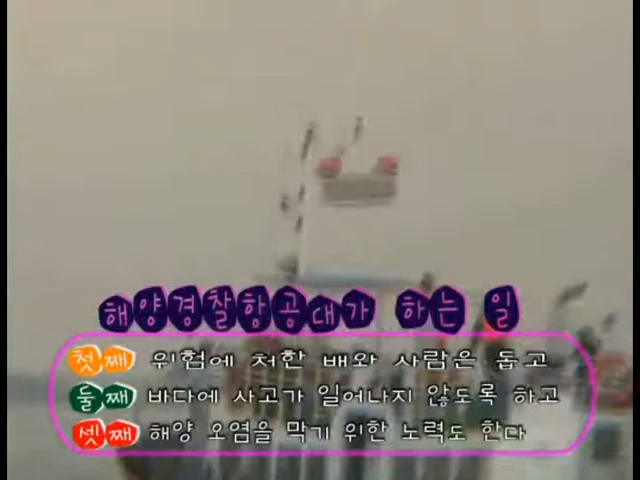 해양경찰항공대가 하는 일
첫째 위험에 처한 배와 사람은 돕고
둘째 바다에 사고가 일어나지 않도록 하고
셋째 해양 오염을 막기 위한 노력도 한다